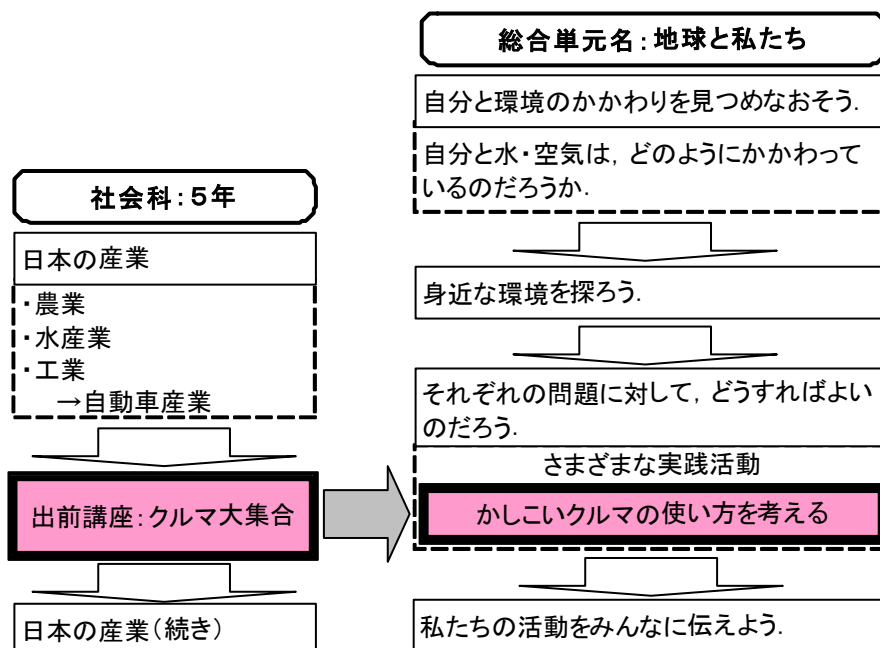 総合単元名：地球と私たち
自分と環境のかかわりを見つめなおそう．
自分と水・空気は，どのようにかかわって
いるのだろうか．
身近な環境を探ろう．
それぞれの問題に対して，どうすればよい
のだろう．
さまざまな実践活動
かしこいクルマの使い方を考える
私たちの活動をみんなに伝えよう．
社会科：５年
日本の産業
・農業
・水産業
・工業
→自動車産業
出前講座：クルマ大集合
日本の産業（続き）